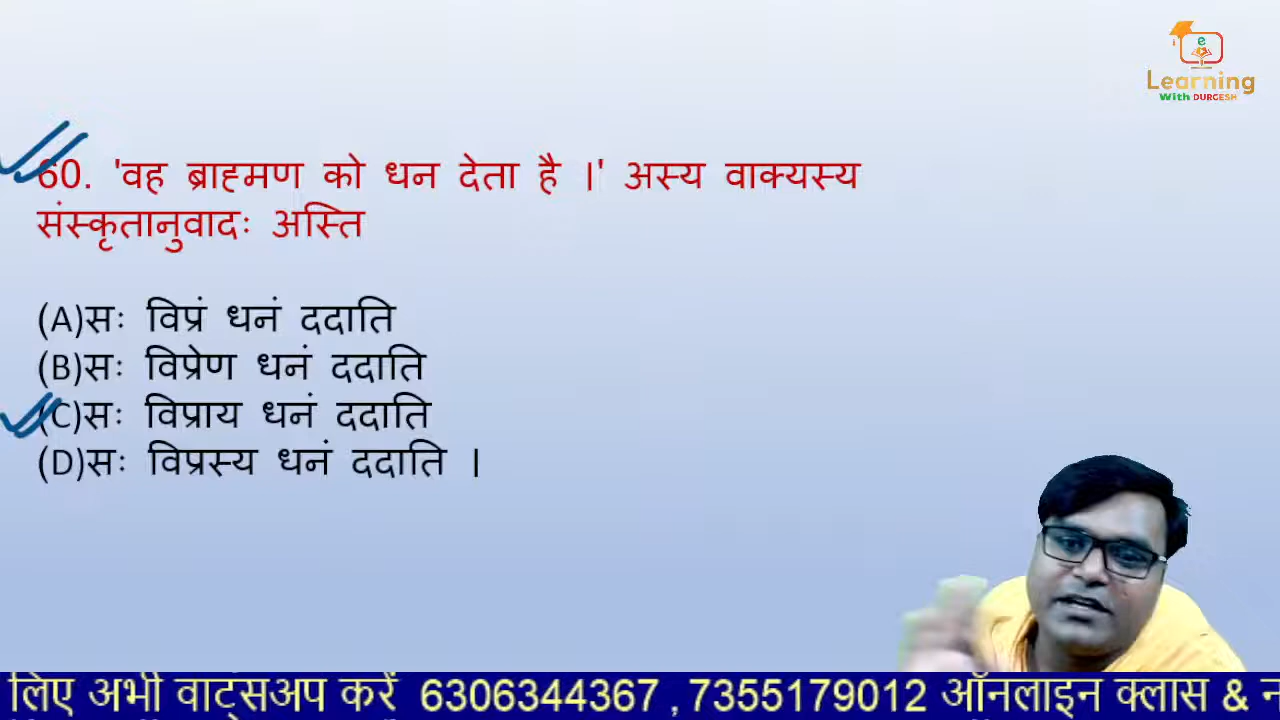 e
Learning
With DURGESH
60. 'वह ब्राह्मण को धन देता है ।' अस्य वाक्यस्य
संस्कृतानुवादः अस्ति
(A)सः विप्रं धनं ददाति
(B)सः विप्रेण धनं ददाति
(C)सः विप्राय धनं ददाति
(D)सः विप्रस्य धनं ददाति ।
लिए अभी वाट्सअप करें 6306344367 , 7355179012 ऑनलाइन क्लास & न